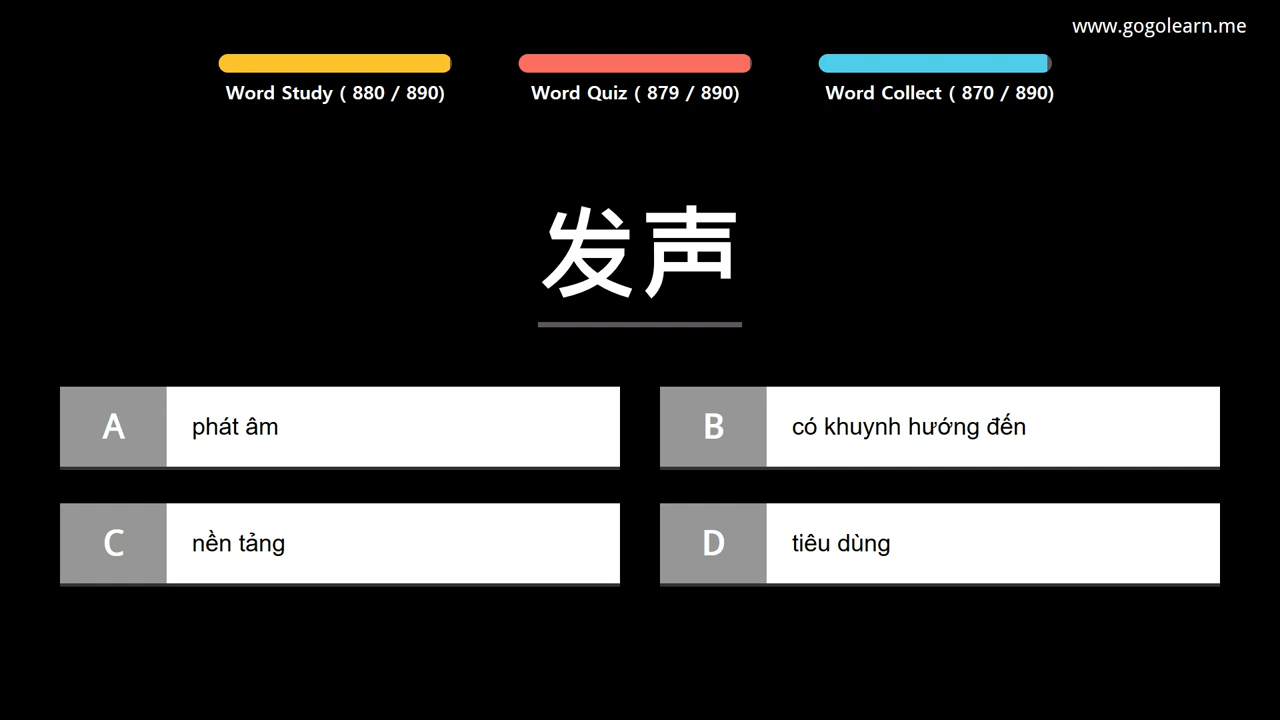 www.gogolearn.me
Word Study ( 880 / 890)
Word Quiz ( 879 / 890)
Word Collect ( 870 / 890)
发声
A phát âm
B có khuynh hướng đến
C nền tảng
D tiêu dùng